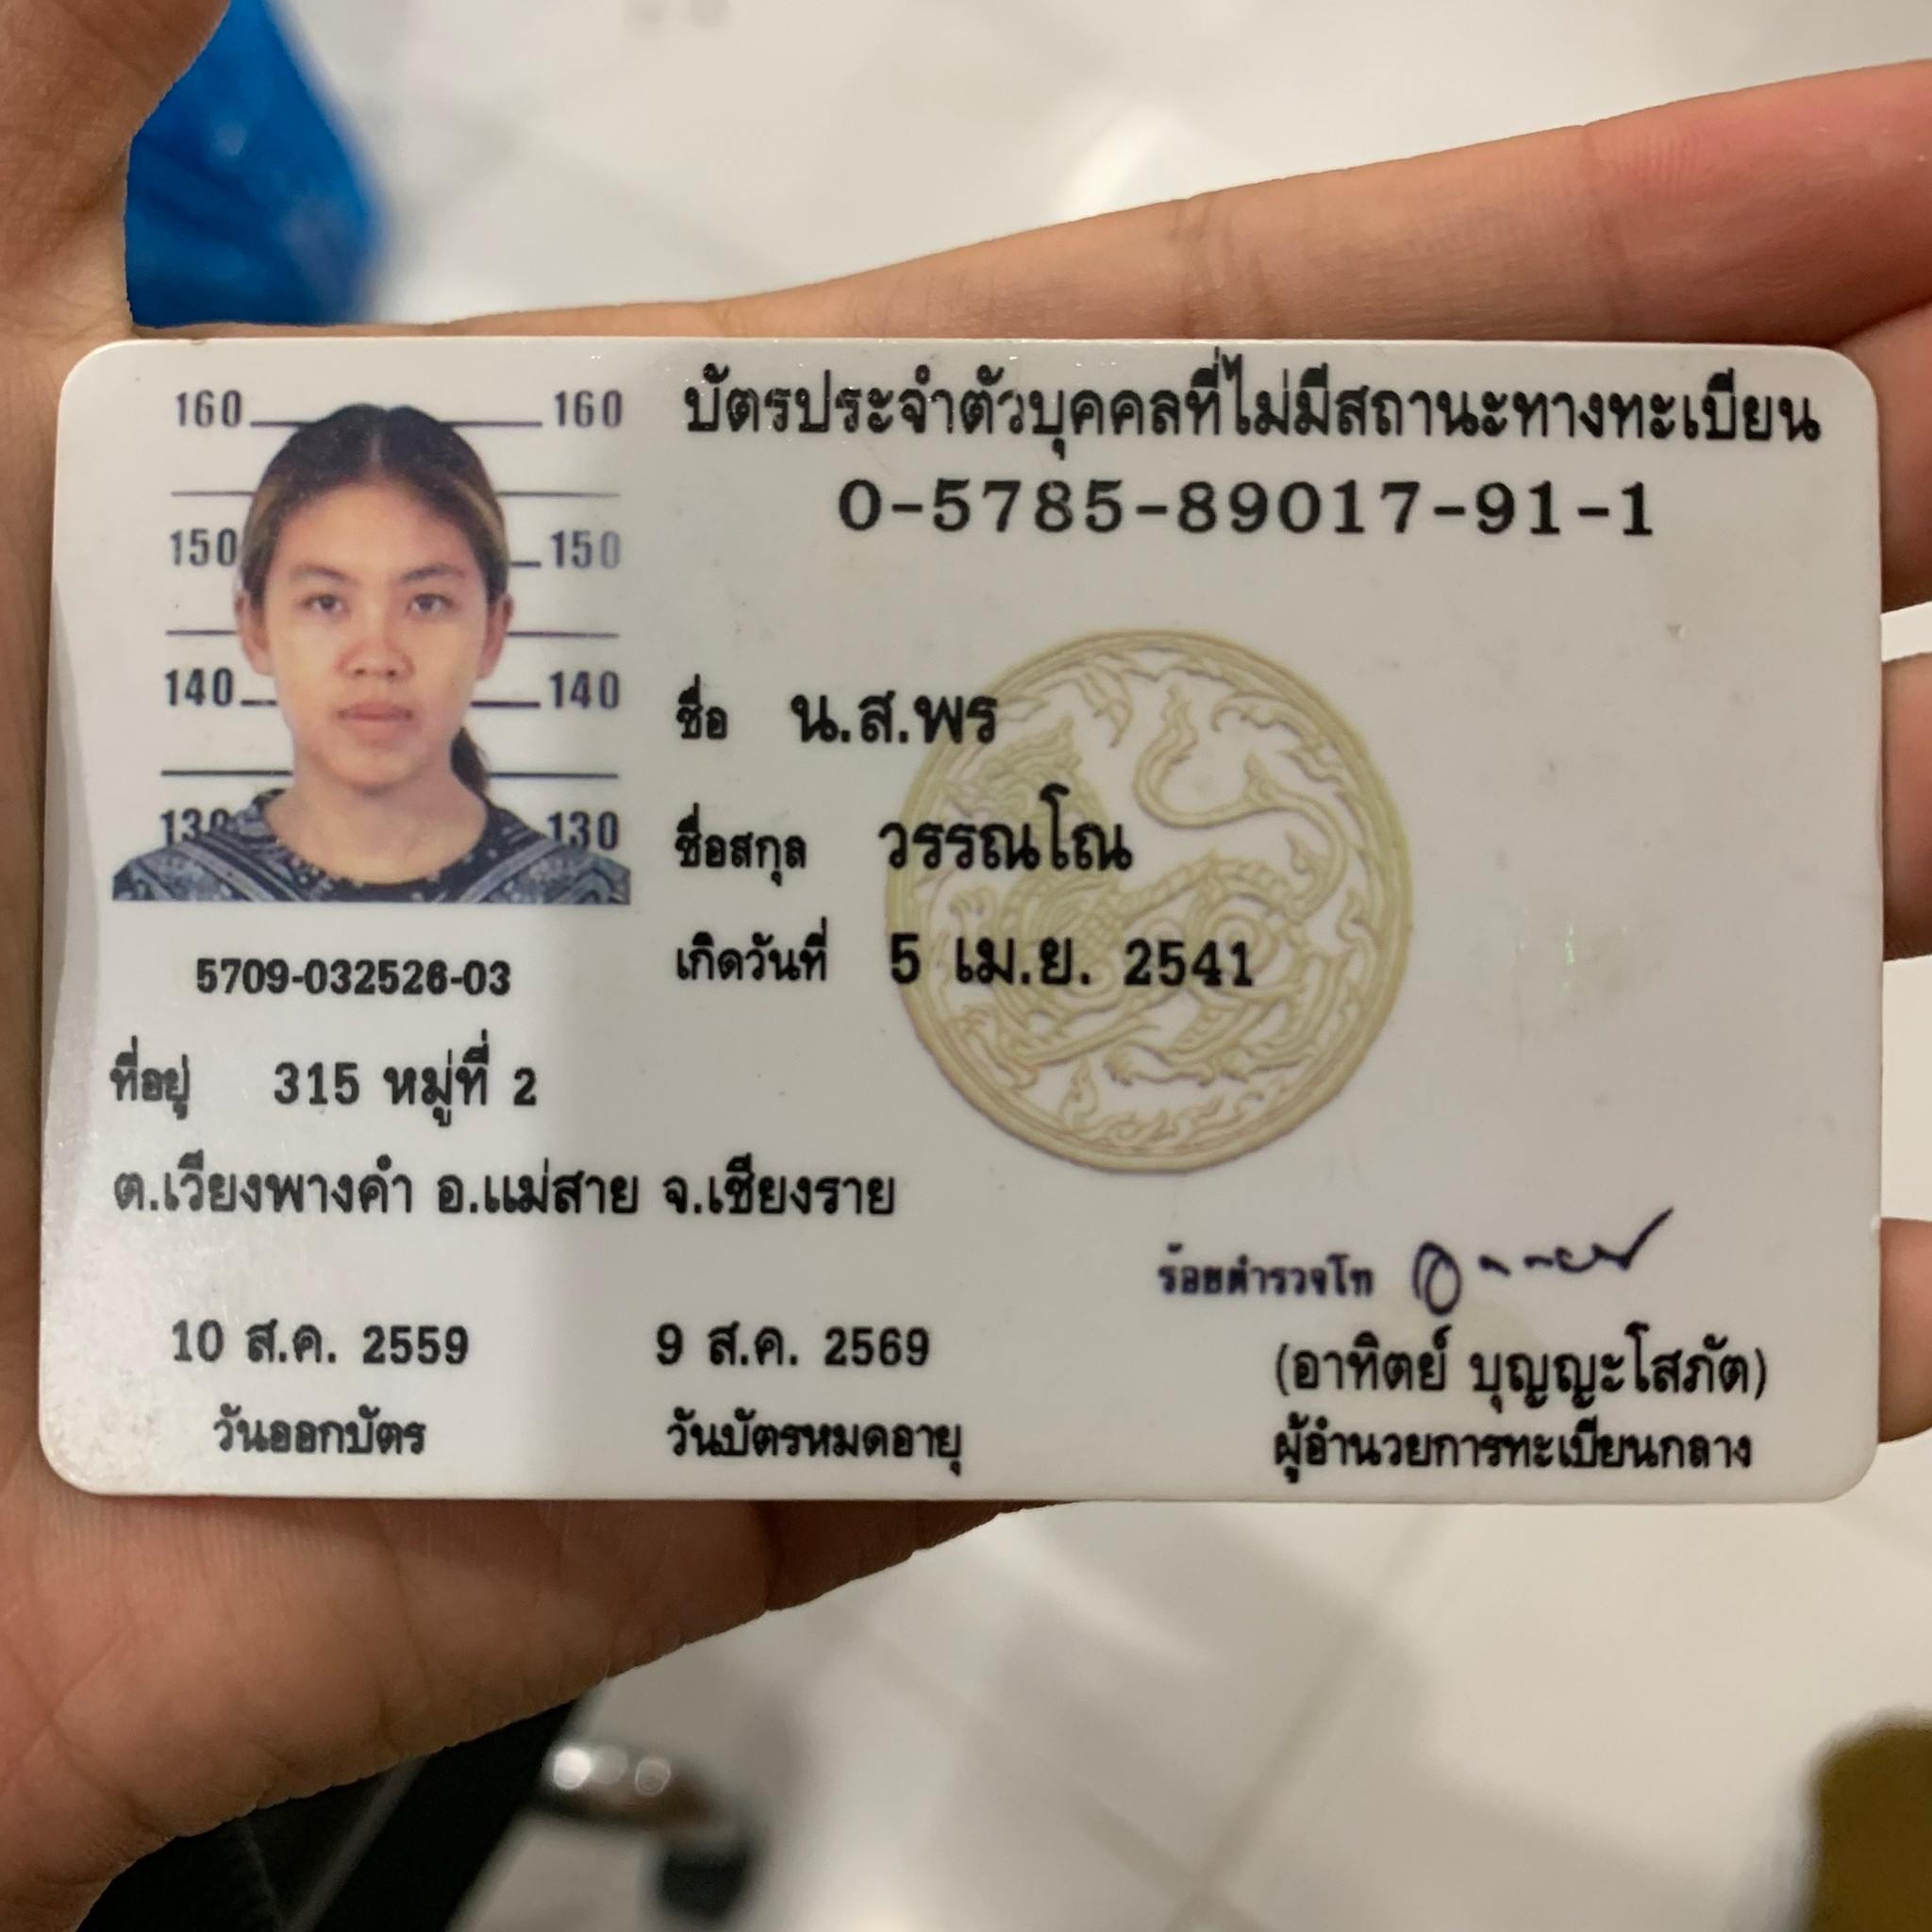 160 160
บัตรประจำตัวบุคคลที่ไม่มีสถานะทางทะเบียน
0-5785-89017-91-1
150 150
140 140
ชื่อ น.ส.พร
130 130
ชื่อสกุล วรรณโณ
เกิดวันที่ 5 เม.ย. 2541
5709-032526-03
ที่อยู่ 315 หมู่ที่ 2
ต.เวียงพางคำ อ.แม่สาย จ.เชียงราย
ร้อยตำรวจโท
10 ส.ค. 2559 9 ส.ค. 2569 (อาทิตย์ บุญญะโสภัต)
วันออกบัตร วันบัตรหมดอายุ ผู้อำนวยการทะเบียนกลาง